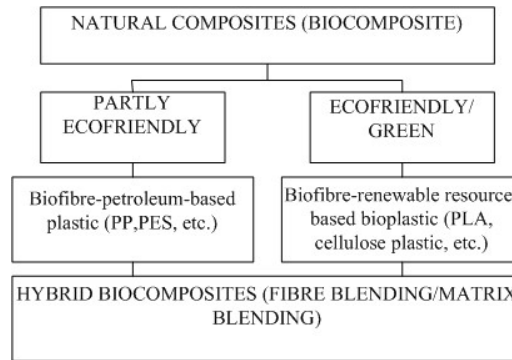 NATURAL COMPOSITES (BIOCOMPOSITE)
PARTLY
ECOFRIENDLY
ECOFRIENDLY/
GREEN
Biofibre-petroleum-based
plastic (PP,PES, etc.)
Biofibre-renewable resource
based bioplastic (PLA,
cellulose plastic, etc.)
HYBRID BIOCOMPOSITES (FIBRE BLENDING/MATRIX
BLENDING)